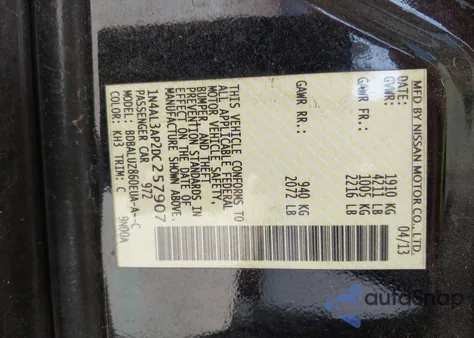 MFD BY NISSAN MOTOR CO., LTD.
DATE: 04/13
GVWR: 1910 KG
4211 LB
GAWR FR.: 1005 KG
2216 LB
GAWR RR.: 940 KG
2072 LB
THIS VEHICLE CONFORMS TO
ALL APPLICABLE FEDERAL
MOTOR VEHICLE SAFETY,
BUMPER, AND THEFT
PREVENTION STANDARDS IN
EFFECT ON THE DATE OF
MANUFACTURE SHOWN ABOVE.
1N4AL3AP2DC257907
PASSENGER CAR 972
MODEL: BDBALUZ860EUA-A--C
COLOR: KH3 TRIM: C 9N00A
autosnap